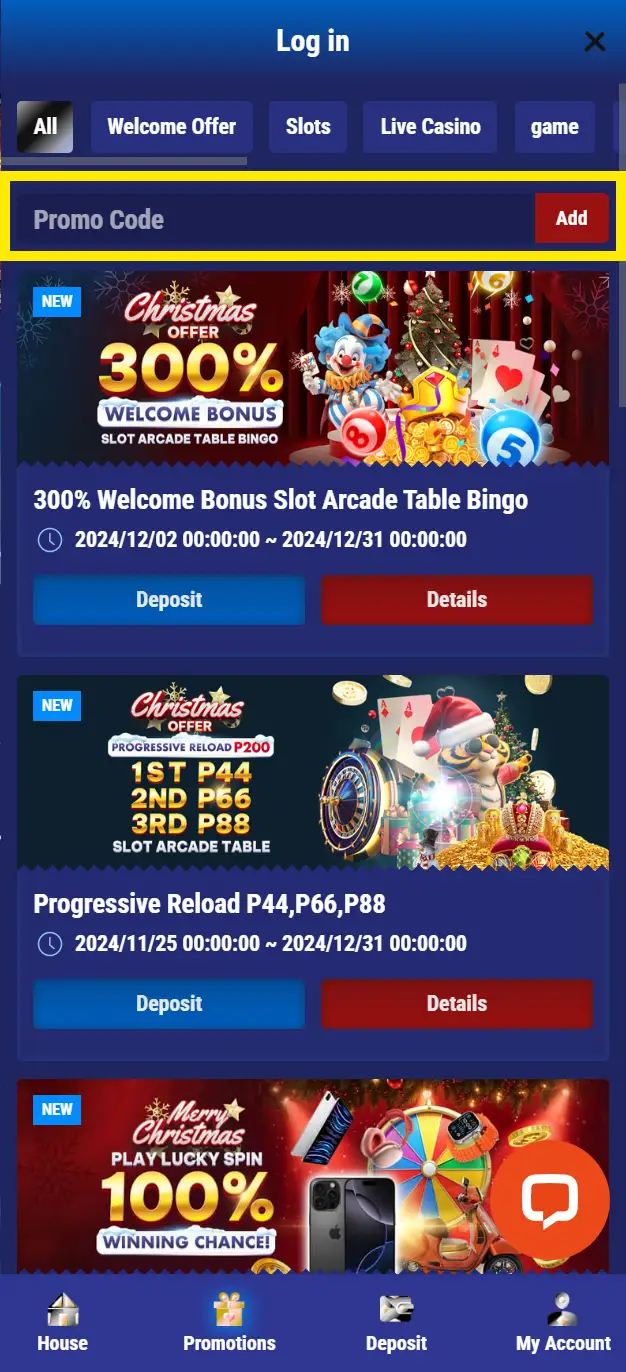 Log in
All Welcome Offer Slots Live Casino game
Promo Code Add
NEW
Christmas
OFFER
300%
WELCOME BONUS
SLOT ARCADE TABLE BINGO
7
6
A A
8
5
300% Welcome Bonus Slot Arcade Table Bingo
2024/12/02 00:00:00 ~ 2024/12/31 00:00:00
Deposit Details
NEW
Christmas
OFFER
PROGRESSIVE RELOAD P200
1ST P44
2ND P66
3RD P88
SLOT ARCADE TABLE
A A
Progressive Reload P44,P66,P88
2024/11/25 00:00:00 ~ 2024/12/31 00:00:00
Deposit Details
NEW
Merry
Christmas
PLAY LUCKY SPIN
100%
WINNING CHANCE!
House Promotions Deposit My Account